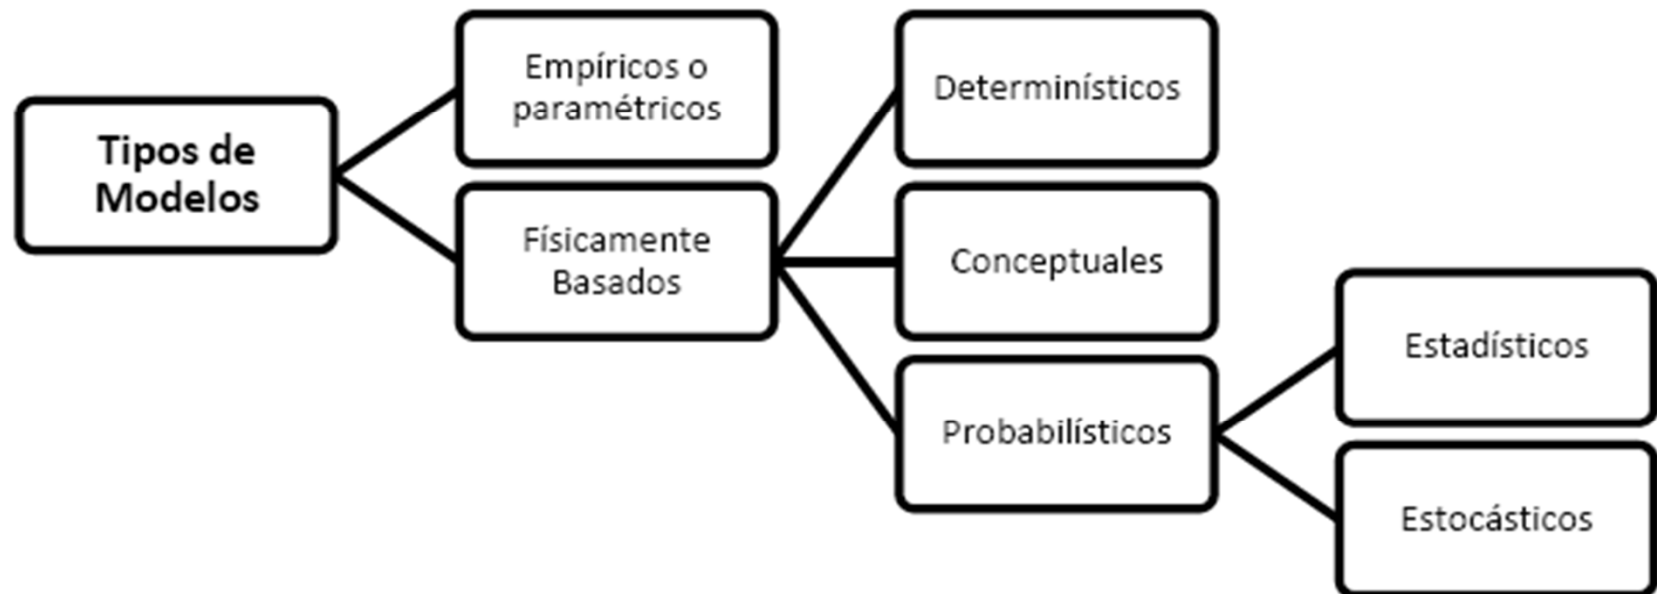 Tipos de
Modelos
Empíricos o
paramétricos
Físicamente
Basados
Determinísticos
Conceptuales
Probabilísticos
Estadísticos
Estocásticos